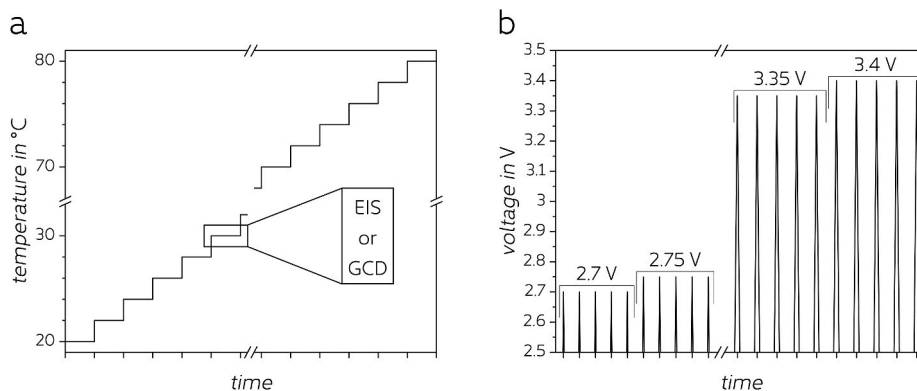 a
temperature in °C
80
70
30
20
EIS
or
GCD
time
b
voltage in V
3.5
3.4
3.3
3.2
3.1
3
2.9
2.8
2.7
2.6
2.5
2.7 V
2.75 V
3.35 V
3.4 V
time